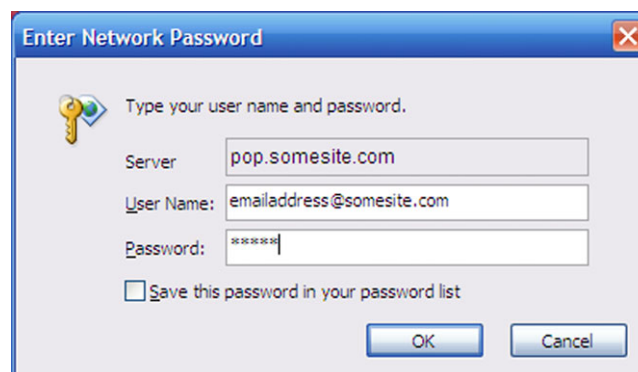 Enter Network Password
Type your user name and password.
Server pop.somesite.com
User Name: emailaddress@somesite.com
Password: *****
Save this password in your password list
OK Cancel